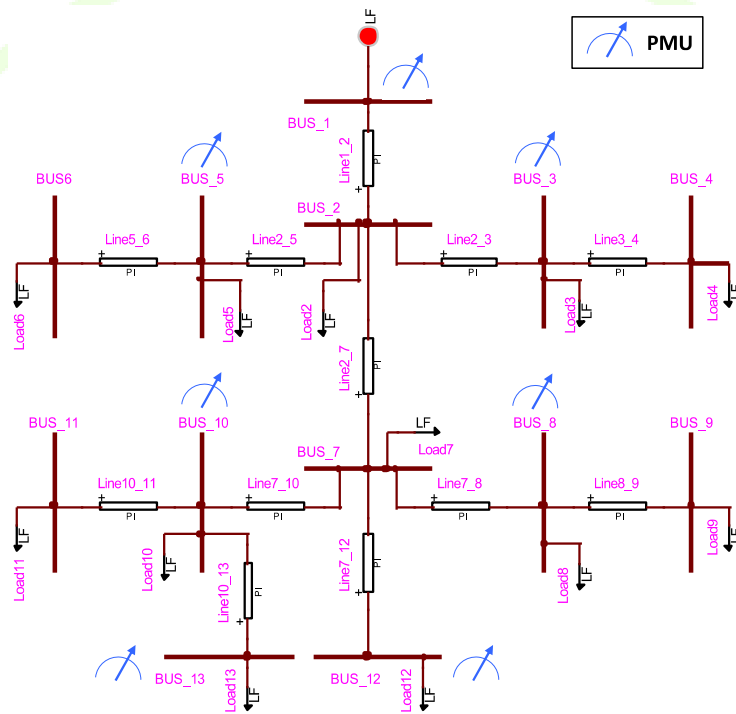 LF
PMU
BUS_1
Line1_2
PI
+
BUS6
BUS_5
BUS_2
BUS_3
BUS_4
Line5_6
Line2_5
Line2_3
Line3_4
+
PI
+
PI
+
PI
+
PI
LF
Load6
Load5
LF
Load2
LF
Load3
LF
Load4
LF
Line2_7
PI
+
BUS_11
BUS_10
BUS_7
LF
Load7
BUS_8
BUS_9
Line10_11
Line7_10
Line7_8
Line8_9
+
PI
+
PI
+
PI
+
PI
LF
Load11
Load10
LF
Line10_13
PI
+
Line7_12
PI
+
Load8
LF
Load9
LF
BUS_13
Load13
LF
BUS_12
Load12
LF